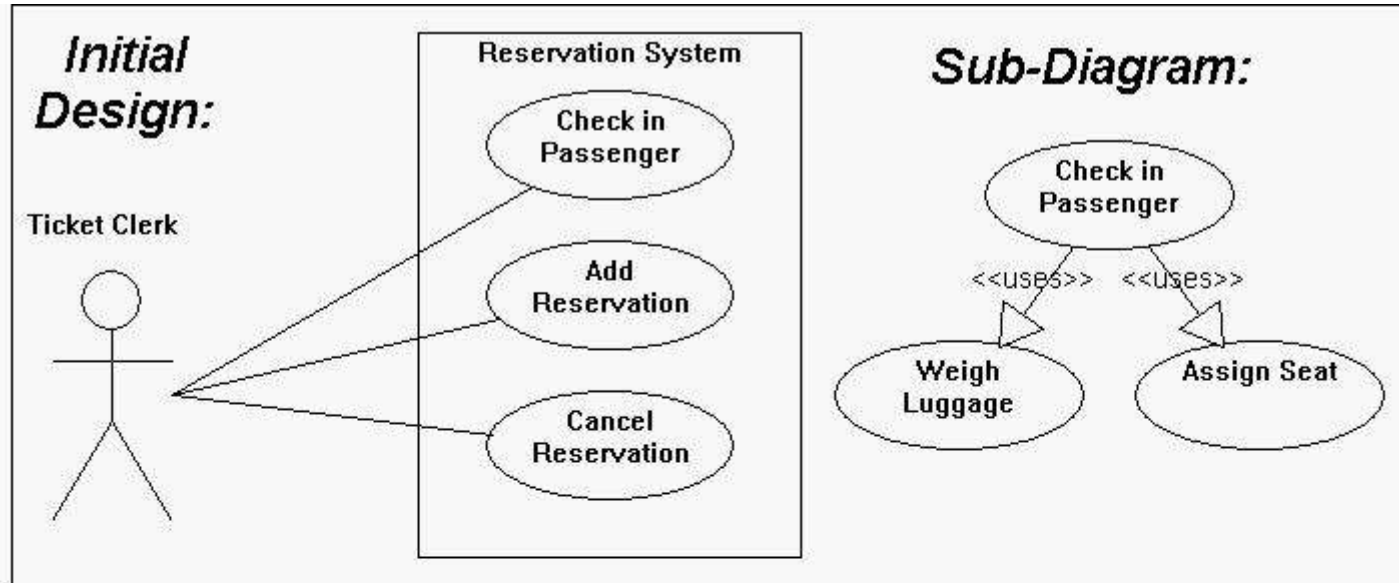 Initial
Design:
Ticket Clerk
Reservation System
Check in
Passenger
Add
Reservation
Cancel
Reservation
Sub-Diagram:
Check in
Passenger
<<uses>> <<uses>>
Weigh
Luggage
Assign Seat